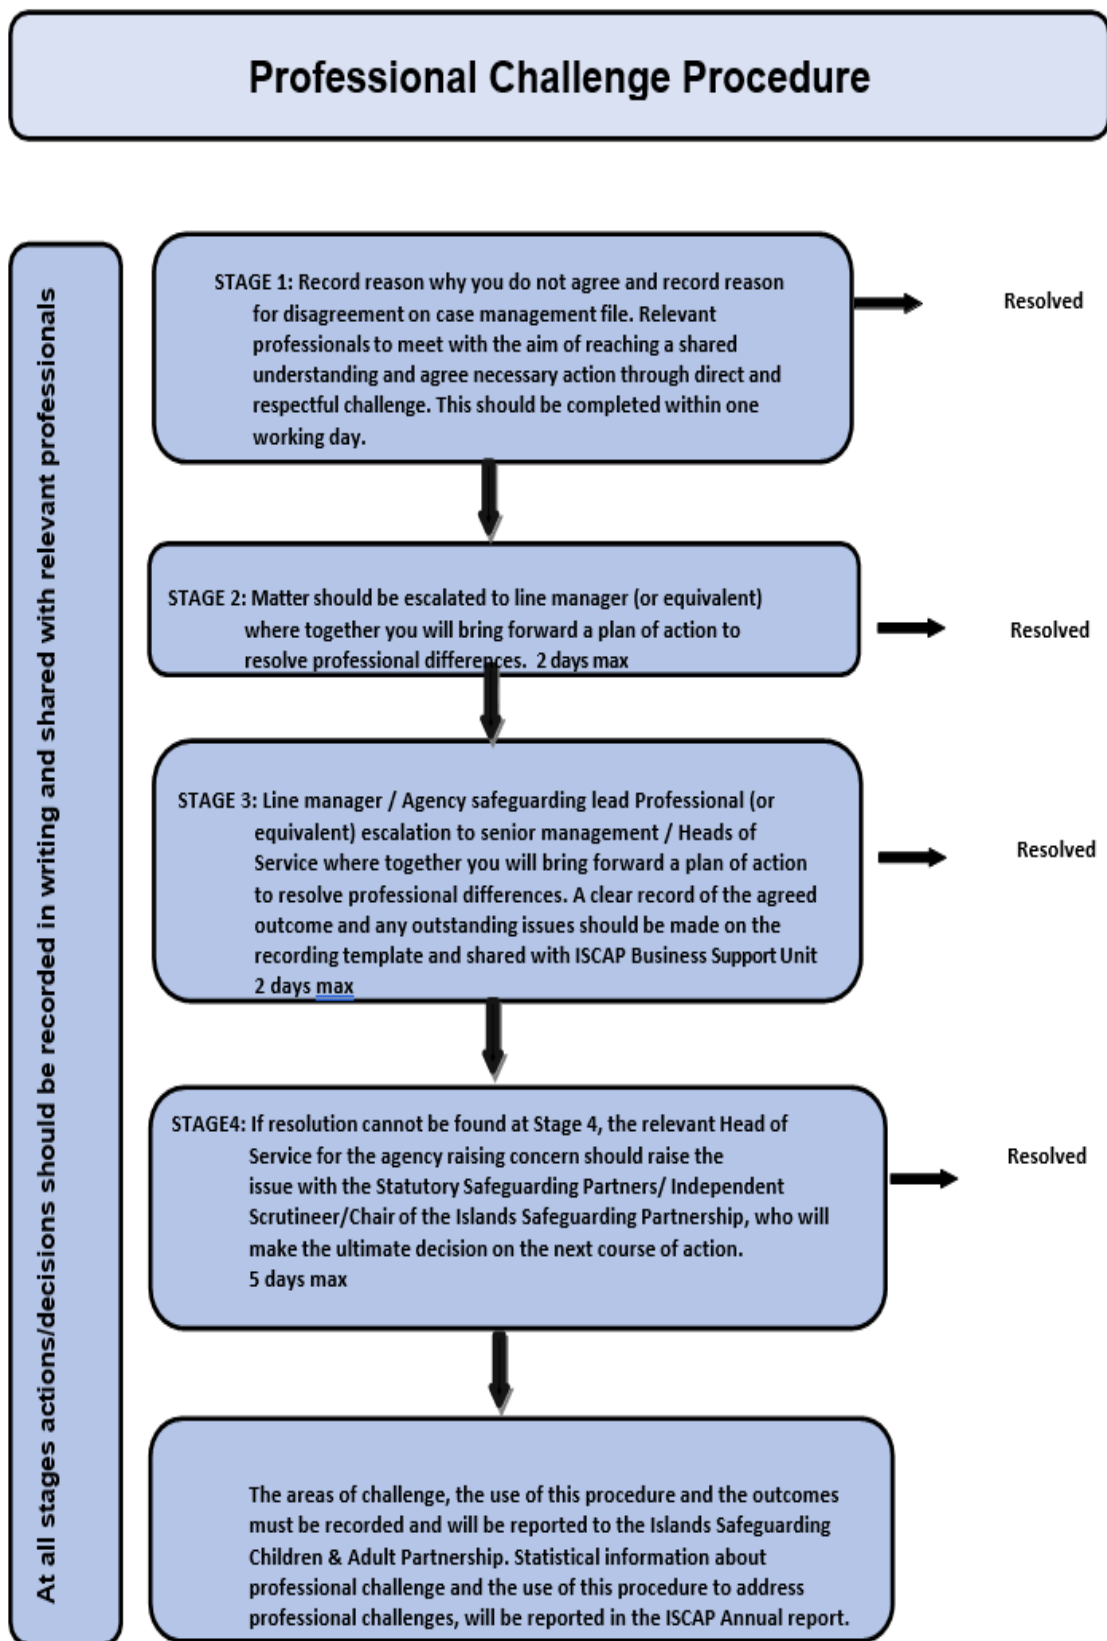 Professional Challenge Procedure
At all stages actions/decisions should be recorded in writing and shared with relevant professionals
STAGE 1: Record reason why you do not agree and record reason
for disagreement on case management file. Relevant
professionals to meet with the aim of reaching a shared
understanding and agree necessary action through direct and
respectful challenge. This should be completed within one
working day.
Resolved
STAGE 2: Matter should be escalated to line manager (or equivalent)
where together you will bring forward a plan of action to
resolve professional differences. 2 days max
Resolved
STAGE 3: Line manager / Agency safeguarding lead Professional (or
equivalent) escalation to senior management / Heads of
Service where together you will bring forward a plan of action
to resolve professional differences. A clear record of the agreed
outcome and any outstanding issues should be made on the
recording template and shared with ISCAP Business Support Unit
2 days max
Resolved
STAGE4: If resolution cannot be found at Stage 4, the relevant Head of
Service for the agency raising concern should raise the
issue with the Statutory Safeguarding Partners/ Independent
Scrutineer/Chair of the Islands Safeguarding Partnership, who will
make the ultimate decision on the next course of action.
5 days max
Resolved
The areas of challenge, the use of this procedure and the outcomes
must be recorded and will be reported to the Islands Safeguarding
Children & Adult Partnership. Statistical information about
professional challenge and the use of this procedure to address
professional challenges, will be reported in the ISCAP Annual report.